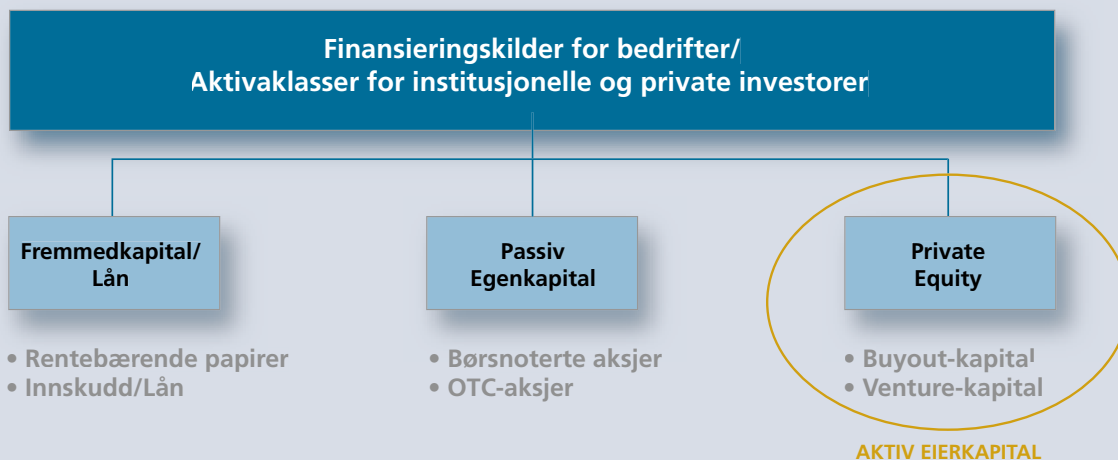 Finansieringskilder for bedrifter/
Aktivaklasser for institusjonelle og private investorer
Fremmedkapital/
Lån
• Rentebærende papirer
• Innskudd/Lån
Passiv
Egenkapital
• Børsnoterte aksjer
• OTC-aksjer
Private
Equity
• Buyout-kapital
• Venture-kapital
AKTIV EIERKAPITAL